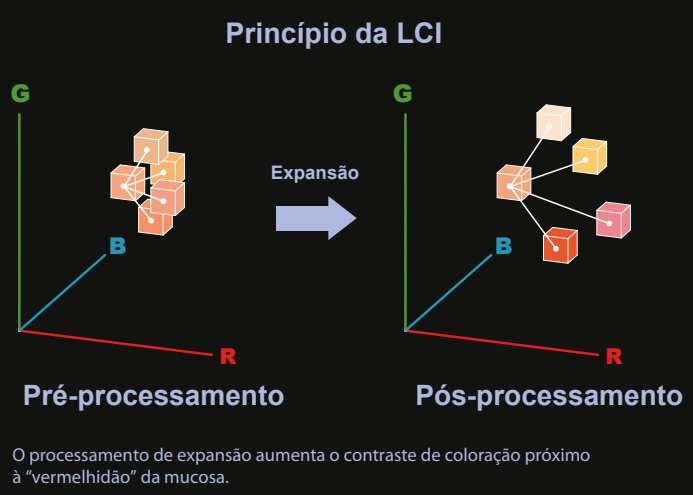 Princípio da LCI
G
G
Expansão
B
B
R
R
Pré-processamento
Pós-processamento
O processamento de expansão aumenta o contraste de coloração próximo
à “vermelhidão” da mucosa.